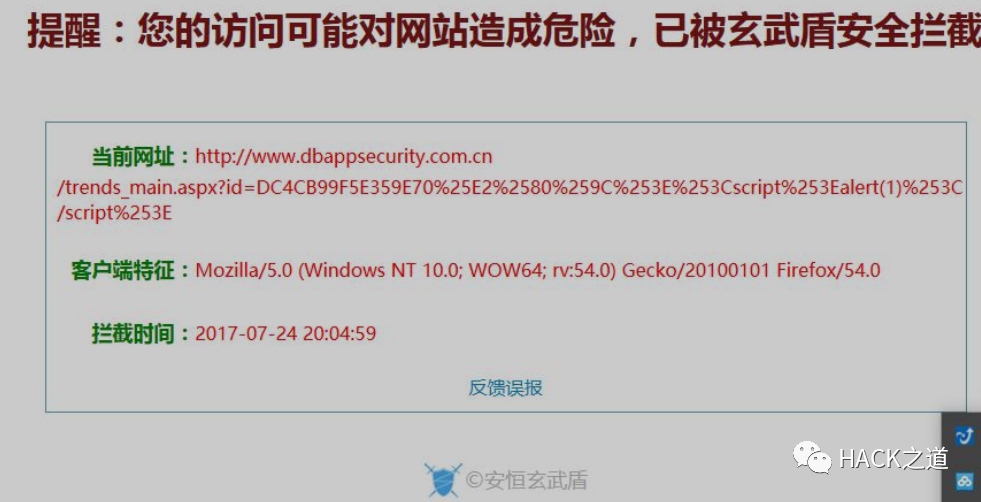 提醒：您的访问可能对网站造成危险，已被玄武盾安全拦截
当前网址：http://www.dbappsecurity.com.cn
/trends_main.aspx?id=DC4CB99F5E359E70%25E2%2580%259C%253E%253Cscript%253Ealert(1)%253C
/script%253E
客户端特征：Mozilla/5.0 (Windows NT 10.0; WOW64; rv:54.0) Gecko/20100101 Firefox/54.0
拦截时间：2017-07-24 20:04:59
反馈误报
HACK之道
©安恒玄武盾